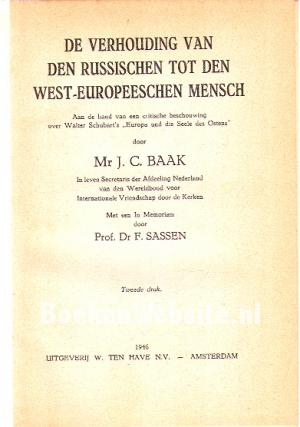 DE VERHOUDING VAN
DEN RUSSISCHEN TOT DEN
WEST-EUROPEESCHEN MENSCH
Aan de hand van een critische beschouwing
over Walter Schubart's „Europa und die Seele des Ostens"
door
Mr J. C. BAAK
In leven Secretaris der Afdeeling Nederland
van den Wereldbond voor
Internationale Vriendschap door de Kerken
Met een In Memoriam
door
Prof. Dr F. SASSEN
Tweede druk.
BoekenWebsite.nl
1946
UITGEVERIJ W. TEN HAVE N.V. — AMSTERDAM